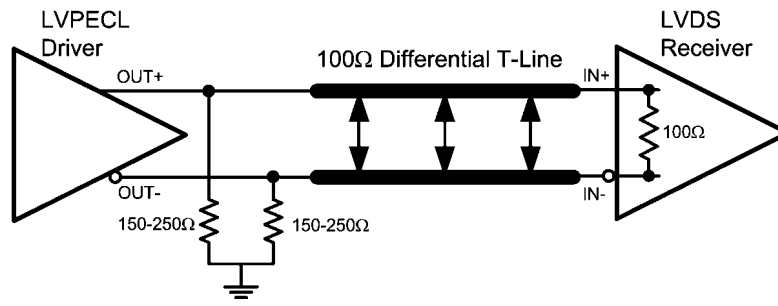 LVPECL
Driver
OUT+
100Ω Differential T-Line
IN+
LVDS
Receiver
100Ω
OUT-
IN-
150-250Ω
150-250Ω